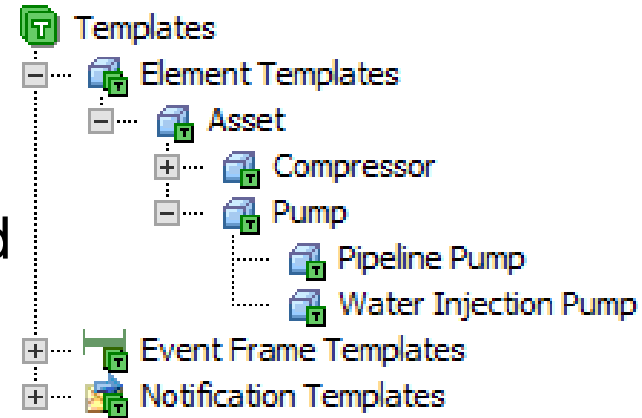 Templates
Element Templates
Asset
Compressor
Pump
d
Pipeline Pump
Water Injection Pump
Event Frame Templates
Notification Templates